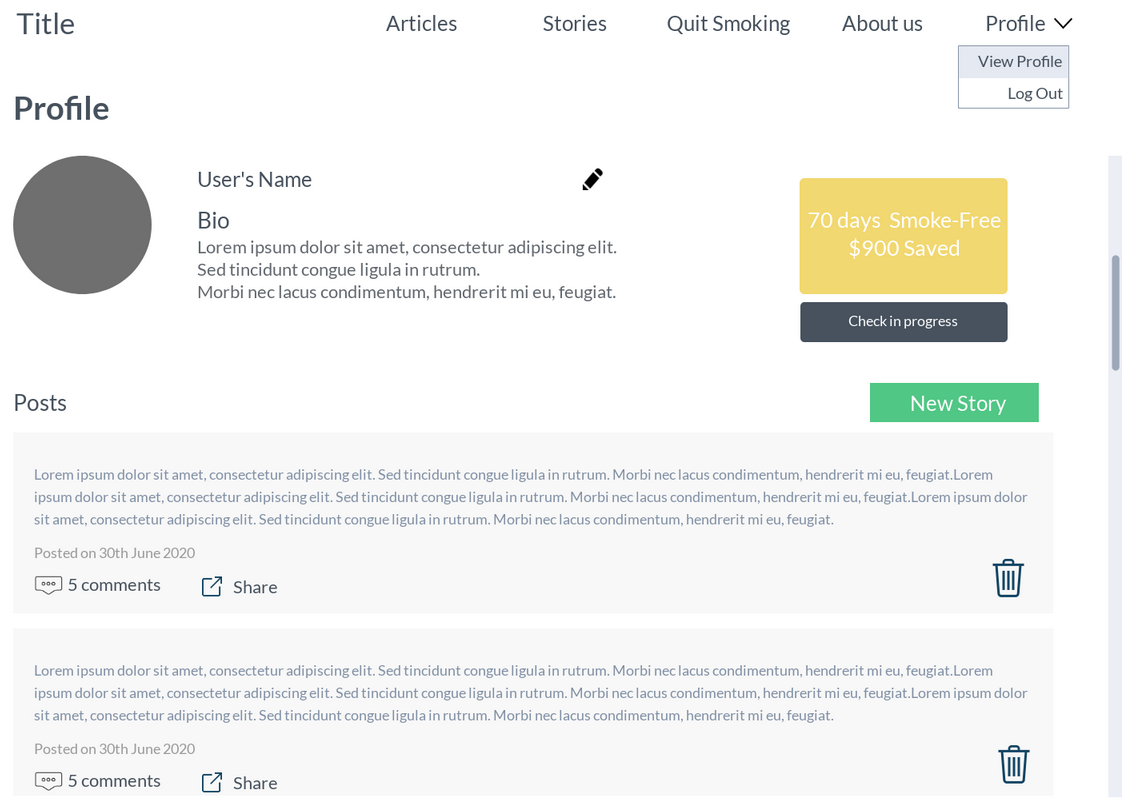 Title
Articles
Stories
Quit Smoking
About us
Profile
View Profile
Log Out
Profile
User's Name
Bio
Lorem ipsum dolor sit amet, consectetur adipiscing elit.
Sed tincidunt congue ligula in rutrum.
Morbi nec lacus condimentum, hendrerit mi eu, feugiat.
70 days Smoke-Free
$900 Saved
Check in progress
Posts
New Story
Lorem ipsum dolor sit amet, consectetur adipiscing elit. Sed tincidunt congue ligula in rutrum. Morbi nec lacus condimentum, hendrerit mi eu, feugiat.Lorem
ipsum dolor sit amet, consectetur adipiscing elit. Sed tincidunt congue ligula in rutrum. Morbi nec lacus condimentum, hendrerit mi eu, feugiat.Lorem ipsum dolor
sit amet, consectetur adipiscing elit. Sed tincidunt congue ligula in rutrum. Morbi nec lacus condimentum, hendrerit mi eu, feugiat.
Posted on 30th June 2020
5 comments
Share
Lorem ipsum dolor sit amet, consectetur adipiscing elit. Sed tincidunt congue ligula in rutrum. Morbi nec lacus condimentum, hendrerit mi eu, feugiat.Lorem
ipsum dolor sit amet, consectetur adipiscing elit. Sed tincidunt congue ligula in rutrum. Morbi nec lacus condimentum, hendrerit mi eu, feugiat.Lorem ipsum dolor
sit amet, consectetur adipiscing elit. Sed tincidunt congue ligula in rutrum. Morbi nec lacus condimentum, hendrerit mi eu, feugiat.
Posted on 30th June 2020
5 comments
Share